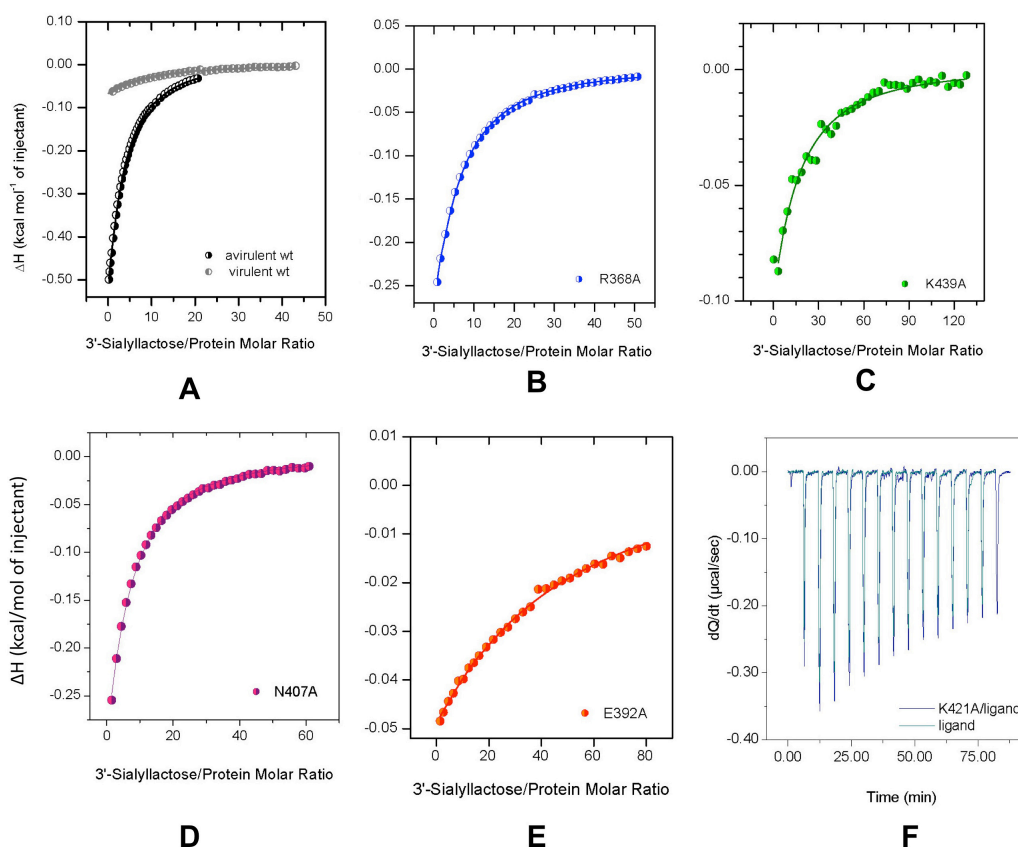 0.10
0.00
-0.10
-0.20
-0.30
-0.40
-0.50
ΔH (kcal mol⁻¹ of injectant)
avirulent wt
virulent wt
0 10 20 30 40 50
3'-Sialyllactose/Protein Molar Ratio
A
0.05
0.00
-0.05
-0.10
-0.15
-0.20
-0.25
R368A
0 10 20 30 40 50
3'-Sialyllactose/Protein Molar Ratio
B
0.00
-0.05
-0.10
K439A
0 30 60 90 120
3'-Sialyllactose/Protein Molar Ratio
C
0.00
-0.05
-0.10
-0.15
-0.20
-0.25
ΔH (kcal/mol of injectant)
N407A
0 20 40 60
3'-Sialyllactose/Protein Molar Ratio
D
0.01
0.00
-0.01
-0.02
-0.03
-0.04
-0.05
E392A
0 20 40 60 80
3'-Sialyllactose/Protein Molar Ratio
E
0.00
-0.10
-0.20
-0.30
-0.40
dQ/dt (µcal/sec)
K421A/ligand
ligand
0.00 25.00 50.00 75.00
Time (min)
F